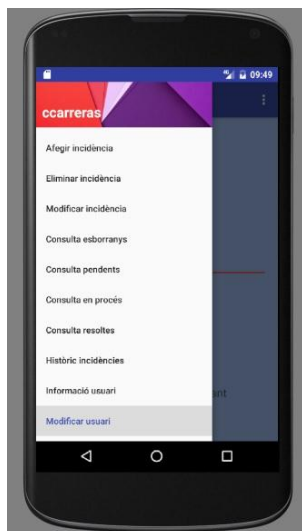 09:49
ccarreras
Afegir incidència
Eliminar incidència
Modificar incidència
Consulta esborranys
Consulta pendents
Consulta en procés
Consulta resoltes
Històric incidències
Informació usuari
Modificar usuari